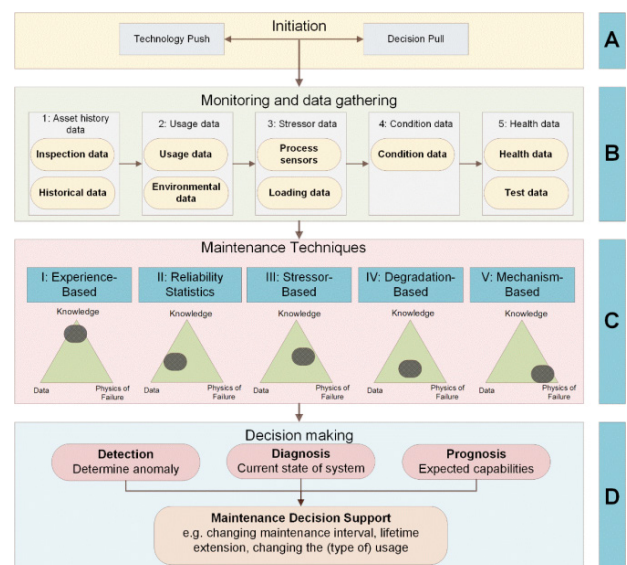 Initiation
Technology Push
Decision Pull
A
Monitoring and data gathering
1: Asset history
data
Inspection data
Historical data
2: Usage data
Usage data
Environmental
data
3: Stressor data
Process
sensors
Loading data
4: Condition data
Condition data
5: Health data
Health data
Test data
B
Maintenance Techniques
I: Experience-
Based
Knowledge
Data
Physics of
Failure
II: Reliability
Statistics
Knowledge
Data
Physics of
Failure
III: Stressor-
Based
Knowledge
Data
Physics of
Failure
IV: Degradation-
Based
Knowledge
Data
Physics of
Failure
V: Mechanism-
Based
Knowledge
Data
Physics of
Failure
C
Decision making
Detection
Determine anomaly
Diagnosis
Current state of system
Prognosis
Expected capabilities
Maintenance Decision Support
e.g. changing maintenance interval, lifetime
extension, changing the (type of) usage
D